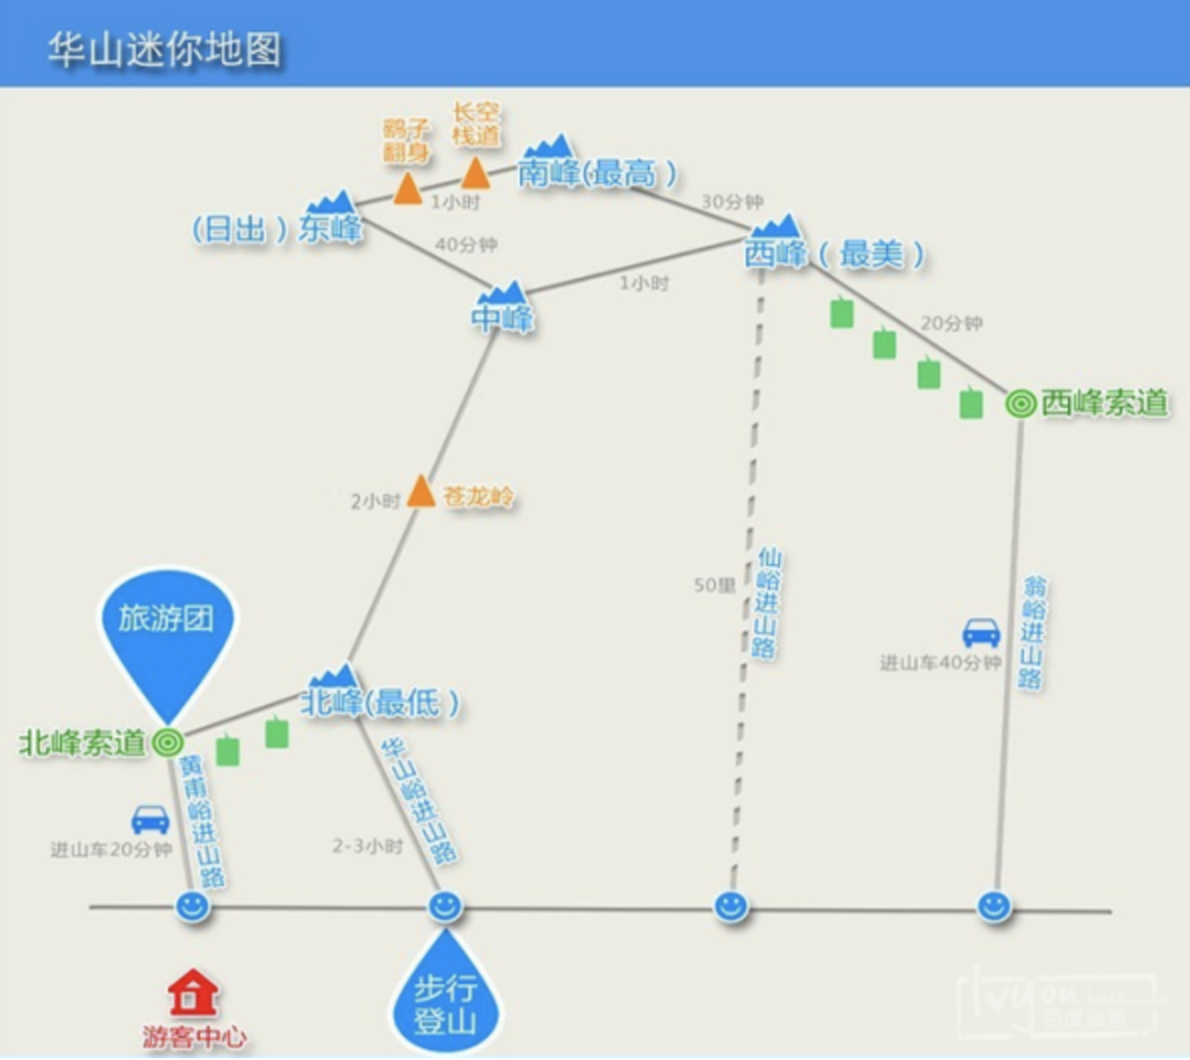 华山迷你地图
长空
栈道
鹞子
翻身
南峰(最高）
1小时
30分钟
(日出）东峰
40分钟
西峰（最美）
1小时
中峰
20分钟
西峰索道
2小时
苍龙岭
旅游团
50里
仙峪进山路
翁峪进山路
进山车40分钟
北峰(最低）
北峰索道
黄甫峪进山路
华山峪进山路
进山车20分钟
2-3小时
步行
登山
游客中心